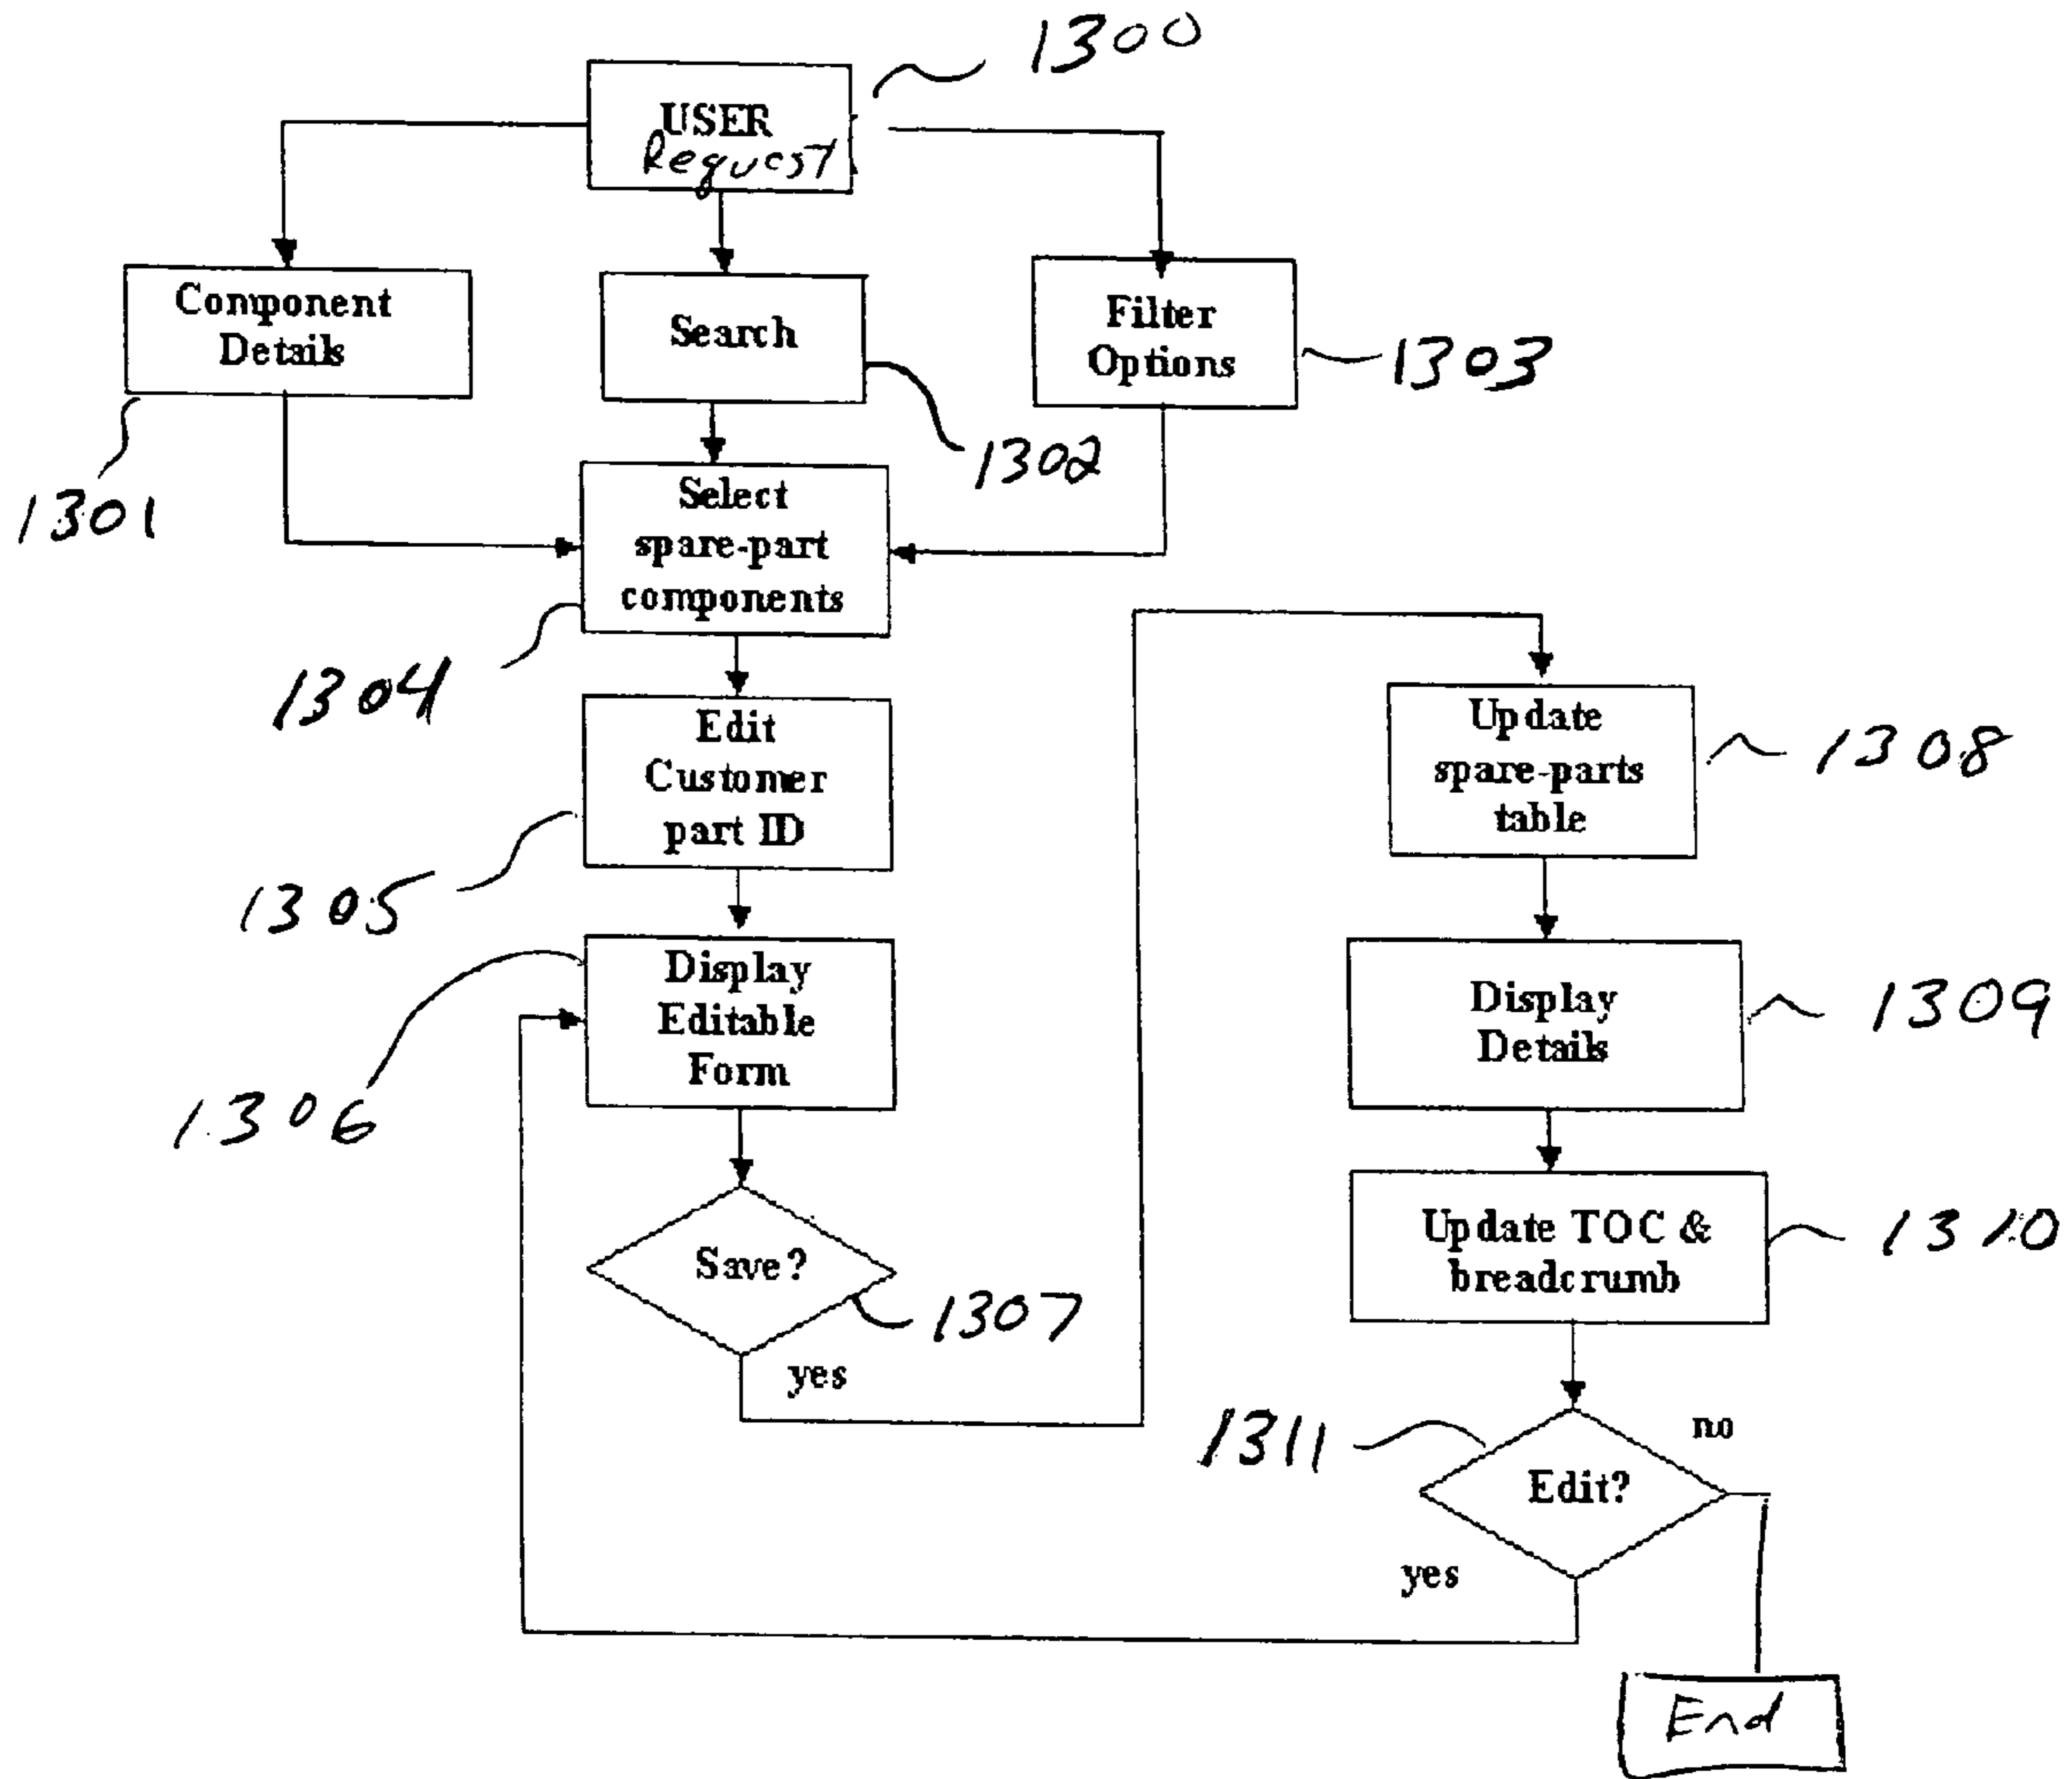 1300
USER
Request
Component
Details
Search
Filter
Options
1303
1302
1301
Select
spare-part
components
1304
Edit
Customer
part ID
1305
Update
spare-parts
table
1308
Display
Editable
Form
1306
Display
Details
1309
Save?
1307
yes
Update TOC &
breadcrumb
1310
1311
no
Edit?
yes
End